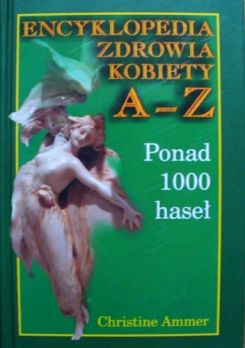 ENCYKLOPEDIA
ZDROWIA
KOBIETY
A-Z
Ponad
1000
haseł
Christine Ammer